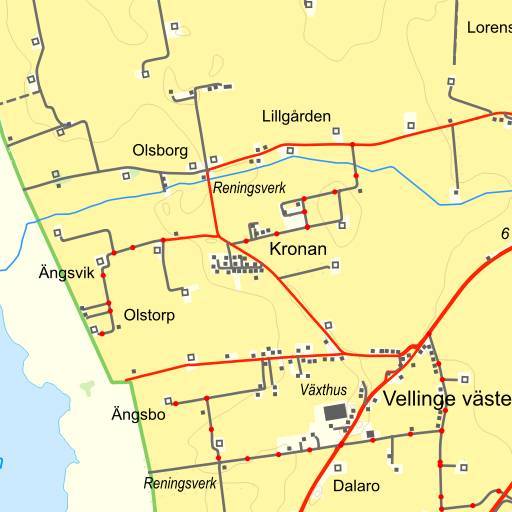 Lorens
Lillgården
Olsborg
Reningsverk
6
Kronan
Ängsvik
Olstorp
Växthus
Vellinge väste
Ängsbo
Reningsverk
Dalaro